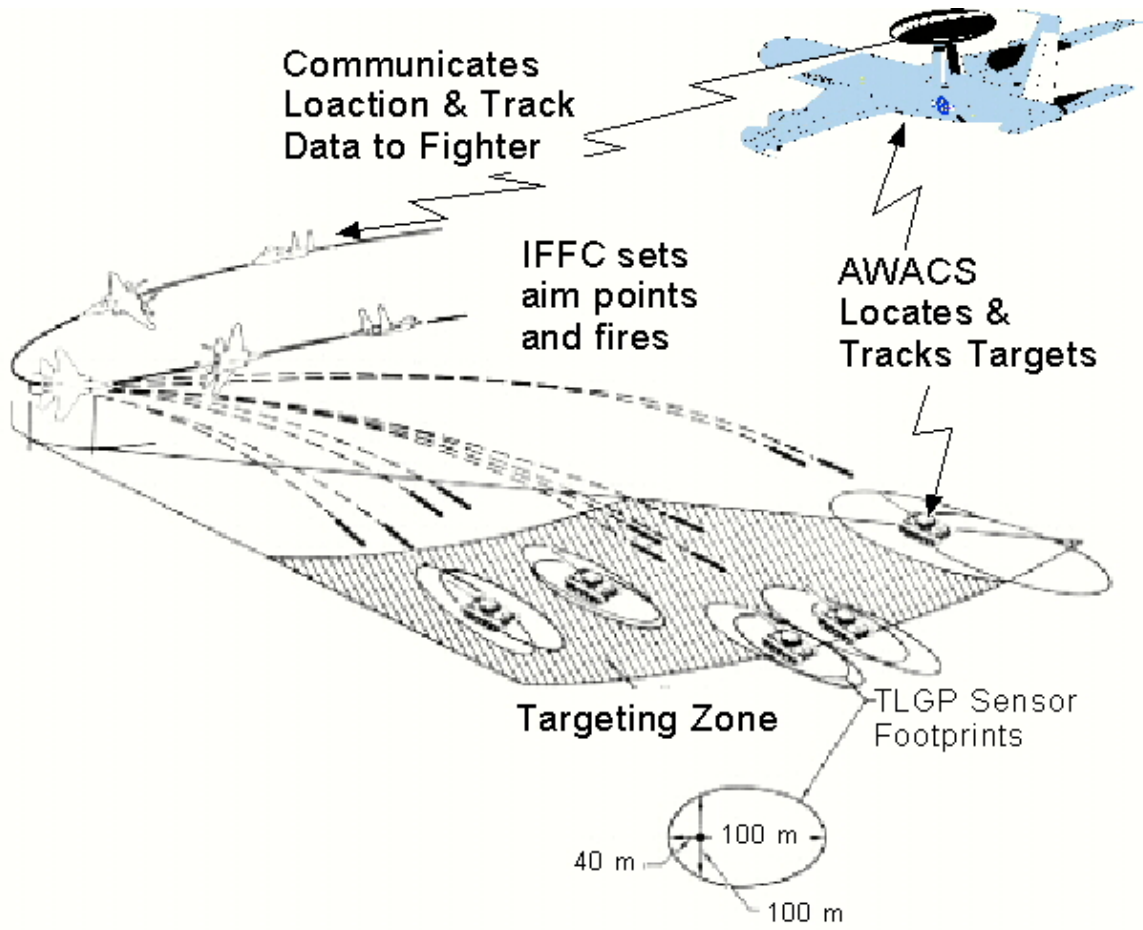 Communicates
Loaction & Track
Data to Fighter
IFFC sets
aim points
and fires
AWACS
Locates &
Tracks Targets
Targeting Zone
TLGP Sensor
Footprints
100 m
40 m
100 m